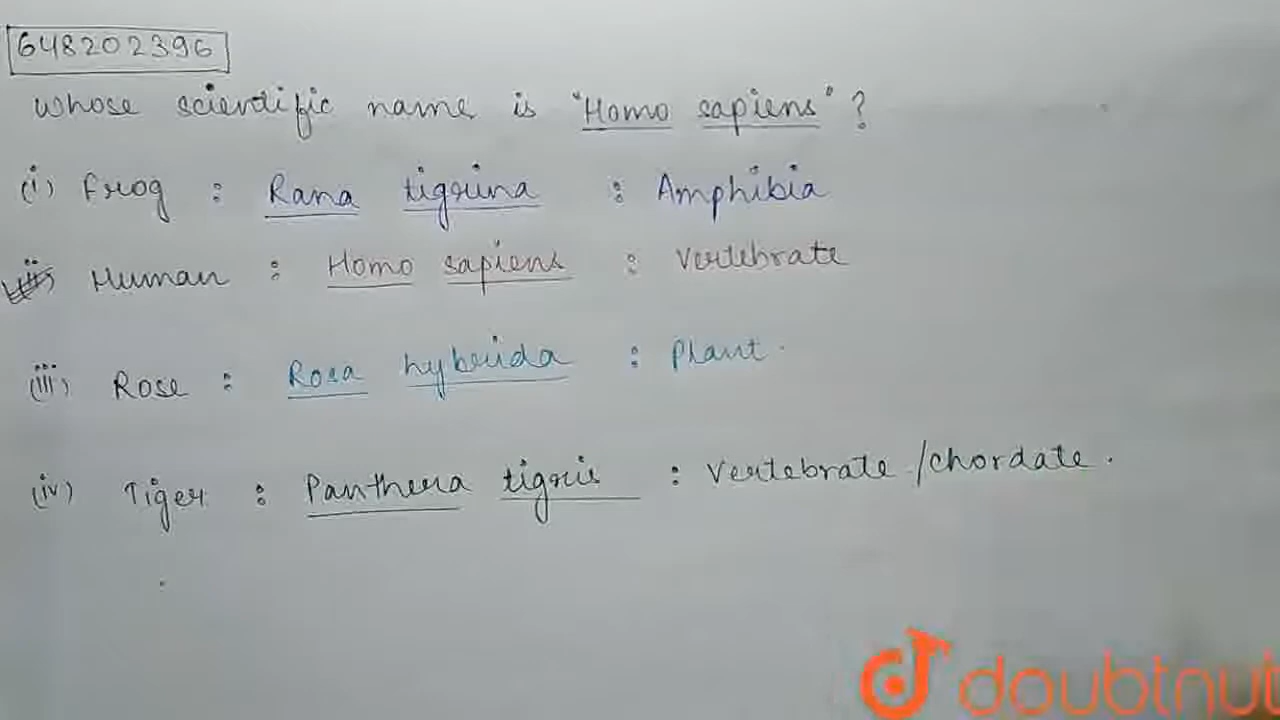 648202396
Whose scientific name is "Homo sapiens"?
(i) Frog : Rana tigrina : Amphibia
(ii) Human : Homo sapiens : Vertebrate
(iii) Rose : Rosa hybrida : Plant.
(iv) Tiger : Panthera tigris : Vertebrate/chordate.
doubtnut